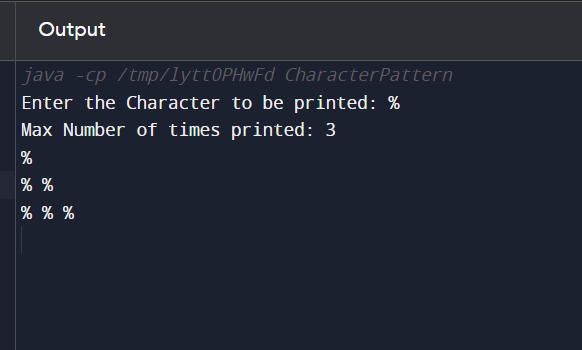 Output
java -cp /tmp/lyttOPHwFd CharacterPattern
Enter the Character to be printed: %
Max Number of times printed: 3
%
% %
% % %